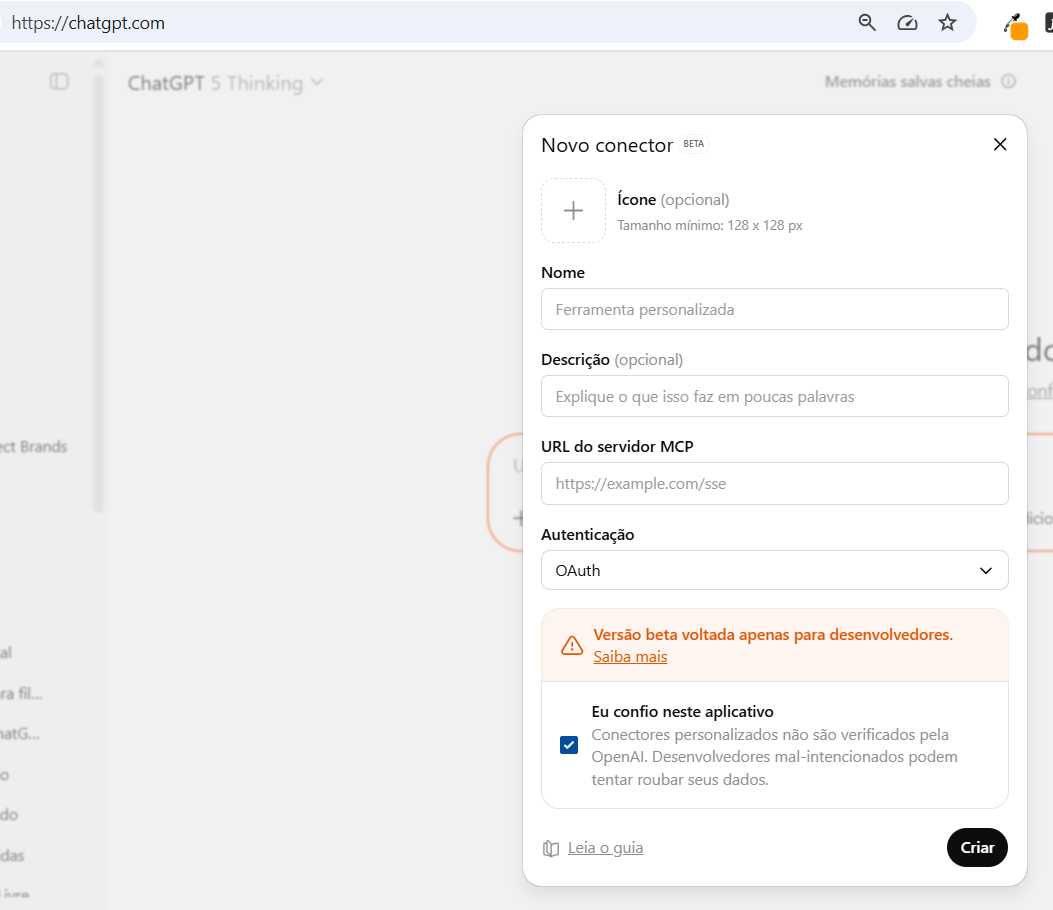 https://chatgpt.com
ChatGPT 5 Thinking
Memórias salvas cheias
Novo conector BETA
Ícone (opcional)
Tamanho mínimo: 128 x 128 px
Nome
Ferramenta personalizada
Descrição (opcional)
Explique o que isso faz em poucas palavras
URL do servidor MCP
https://example.com/sse
Autenticação
OAuth
Versão beta voltada apenas para desenvolvedores.
Saiba mais
Eu confio neste aplicativo
Conectores personalizados não são verificados pela
OpenAI. Desenvolvedores mal-intencionados podem
tentar roubar seus dados.
Leia o guia
Criar
ect Brands
al
ra fil...
hatG...
o
do
das